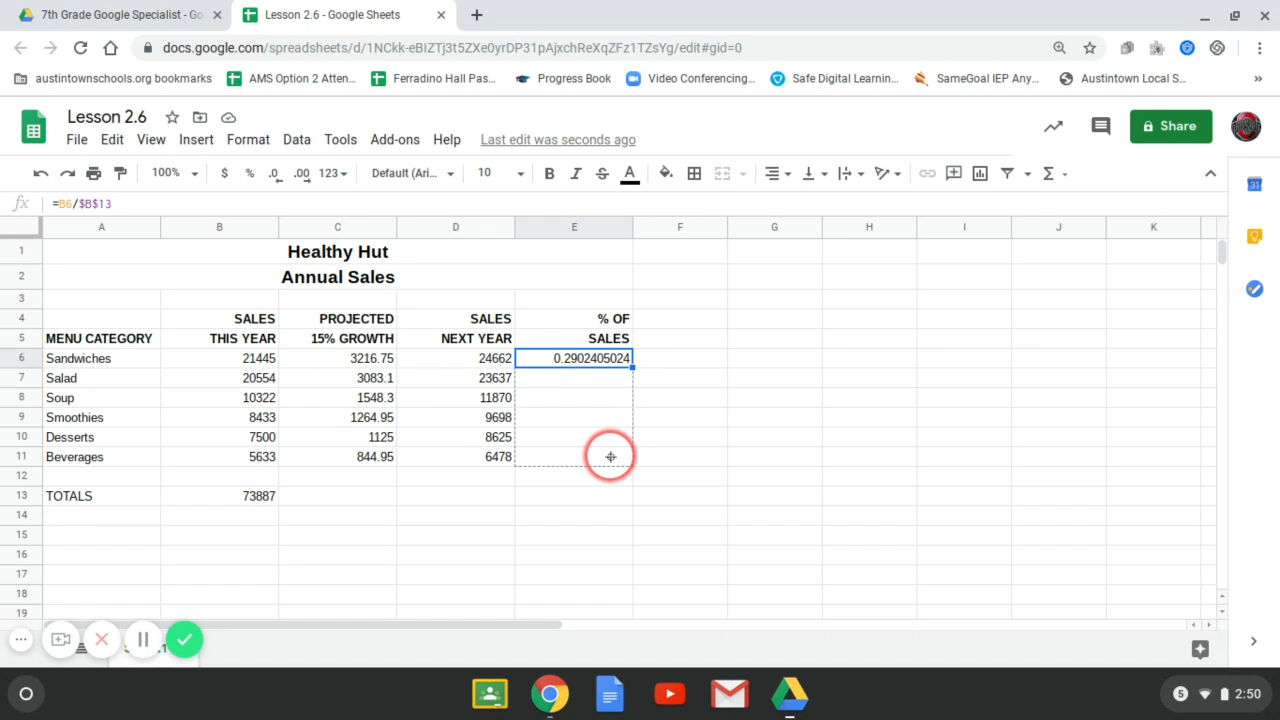 7th Grade Google Specialist - Go
Lesson 2.6 - Google Sheets
docs.google.com/spreadsheets/d/1NCkk-eBIZTj3t5ZXe0yrDP31pAjxchReXqZFz1TZsYg/edit#gid=0
austintownschools.org bookmarks
AMS Option 2 Atten...
Ferradino Hall Pas...
Progress Book
Video Conferencing...
Safe Digital Learnin...
SameGoal IEP Any...
Austintown Local S...
»
Lesson 2.6
File Edit View Insert Format Data Tools Add-ons Help Last edit was seconds ago
Share
100% $ % .0 .00 123 Default (Ari... 10 B I S A Σ
fx =B6/$B$13
A B C D E F G H I J K
1 Healthy Hut
2 Annual Sales
3
4 SALES PROJECTED SALES % OF
5 MENU CATEGORY THIS YEAR 15% GROWTH NEXT YEAR SALES
6 Sandwiches 21445 3216.75 24662 0.2902405024
7 Salad 20554 3083.1 23637
8 Soup 10322 1548.3 11870
9 Smoothies 8433 1264.95 9698
10 Desserts 7500 1125 8625
11 Beverages 5633 844.95 6478
12
13 TOTALS 73887
14
15
16
17
18
19
31
5 2:50